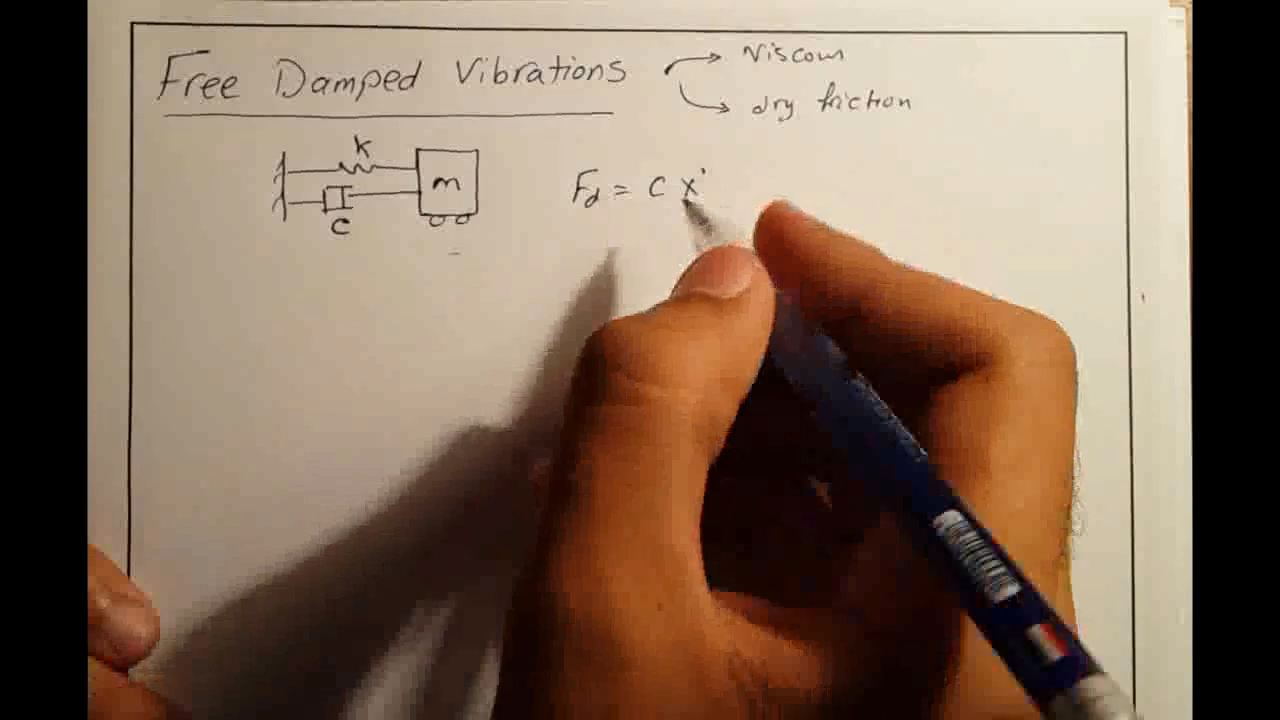 Free Damped Vibrations
Viscous
dry friction
k
m
c
Fd = c ẋ